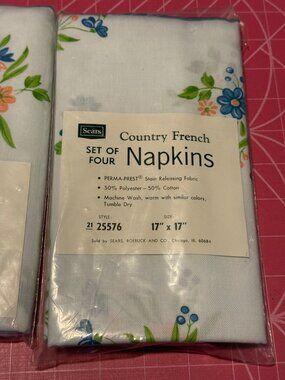 Sears
Country French
SET OF
FOUR Napkins
• PERMA-PREST® Stain Releasing Fabric
• 50% Polyester—50% Cotton
• Machine Wash, warm with similar colors,
Tumble Dry
STYLE: SIZE:
21 25576 17" x 17"
Sold by SEARS, ROEBUCK AND CO. Chicago, Ill. 60684